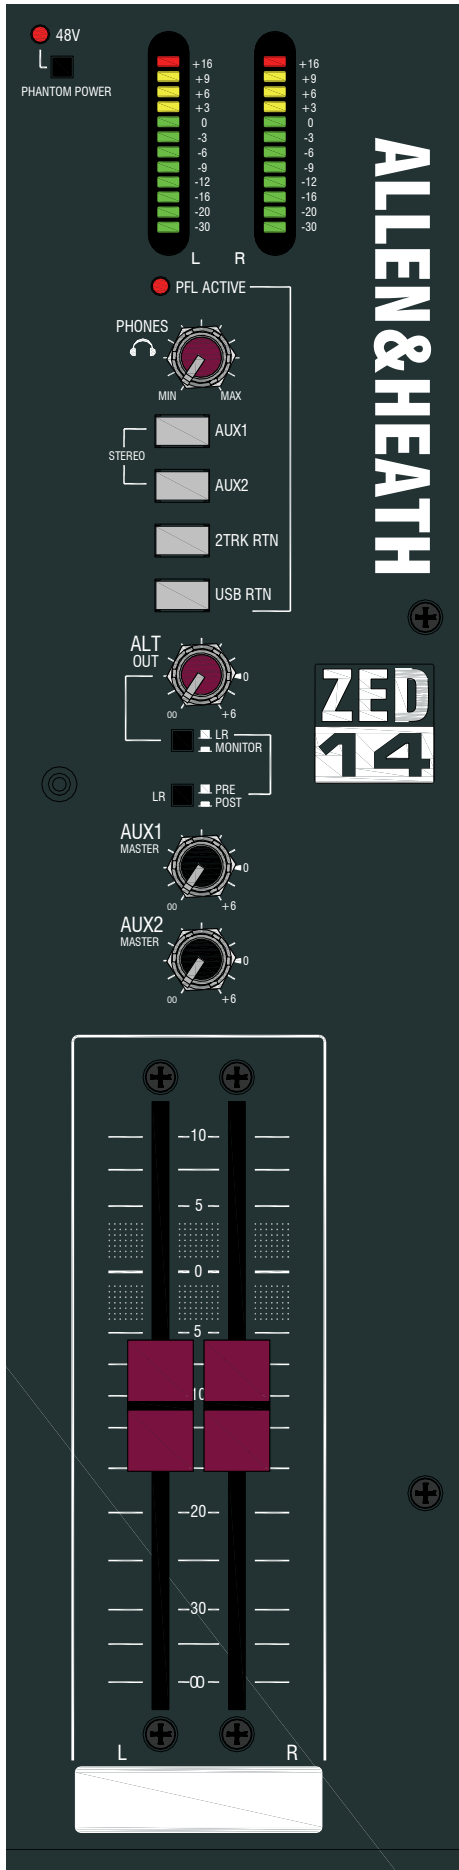 48V
PHANTOM POWER
+16 +16
+9 +9
+6 +6
+3 +3
0 0
-3 -3
-6 -6
-9 -9
-12 -12
-16 -16
-20 -20
-30 -30
L R
PFL ACTIVE
PHONES
MIN MAX
AUX1
STEREO
AUX2
2TRK RTN
USB RTN
ALLEN&HEATH
ALT
OUT
0
∞ +6
LR
MONITOR
ZED
14
LR
PRE
POST
AUX1
MASTER
0
∞ +6
AUX2
MASTER
0
∞ +6
10
5
0
5
10
20
30
∞
L R